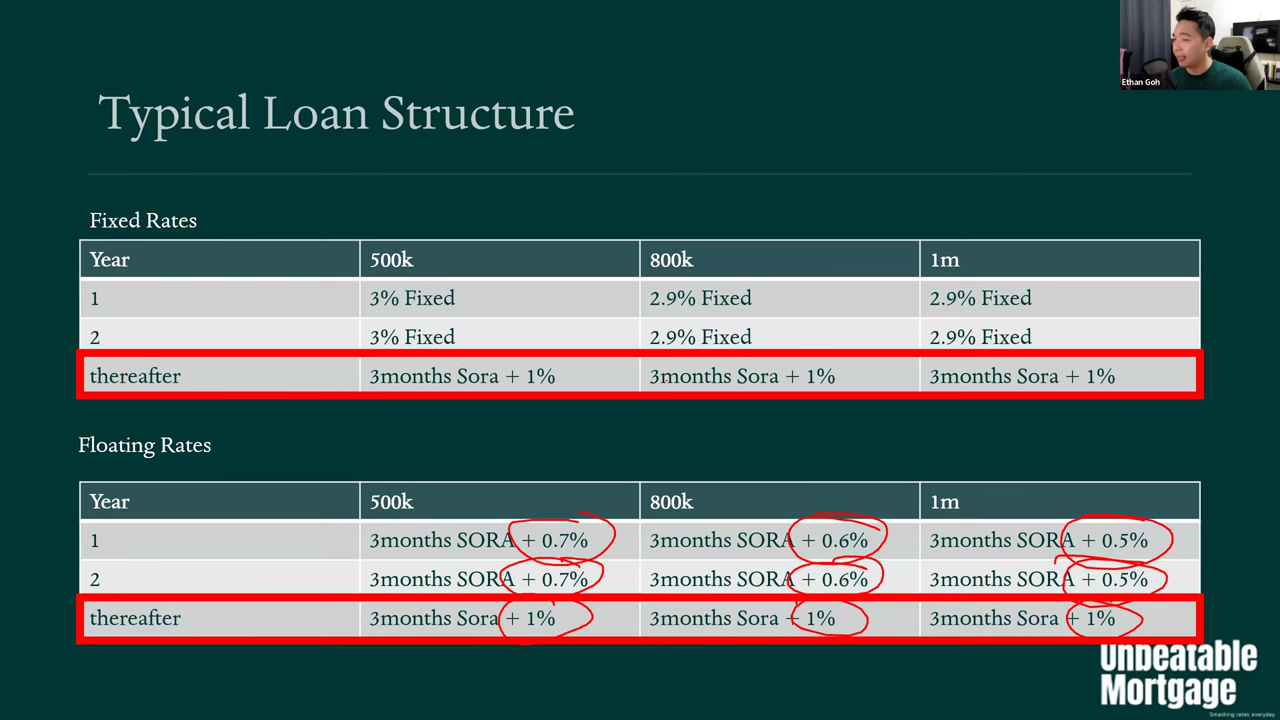 Ethan Goh
Typical Loan Structure
Fixed Rates
Year 500k 800k 1m
1 3% Fixed 2.9% Fixed 2.9% Fixed
2 3% Fixed 2.9% Fixed 2.9% Fixed
thereafter 3months Sora + 1% 3months Sora + 1% 3months Sora + 1%
Floating Rates
Year 500k 800k 1m
1 3months SORA + 0.7% 3months SORA + 0.6% 3months SORA + 0.5%
2 3months SORA + 0.7% 3months SORA + 0.6% 3months SORA + 0.5%
thereafter 3months Sora + 1% 3months Sora + 1% 3months Sora + 1%
Unbeatable
Mortgage
Smashing rates everyday